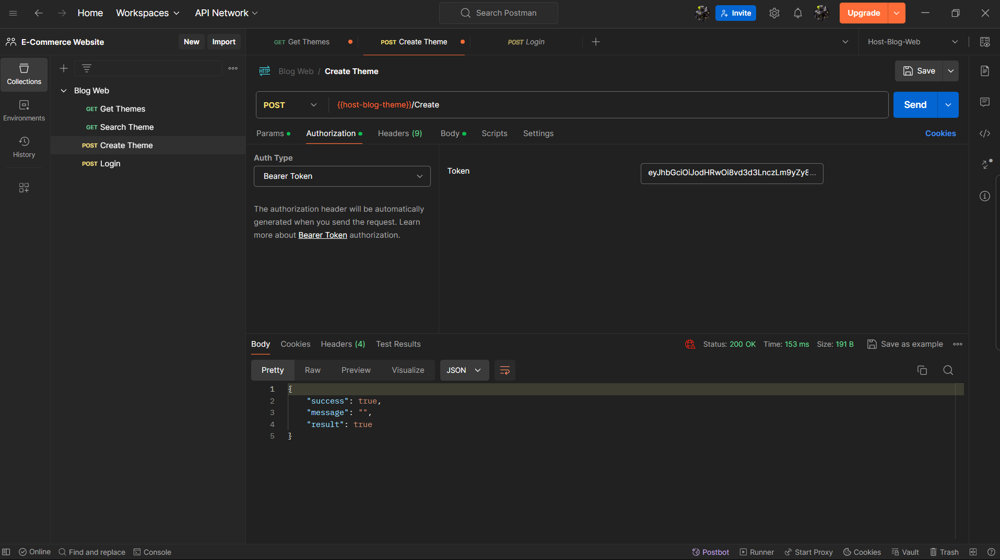 Home Workspaces API Network Search Postman Invite Upgrade
E-Commerce Website New Import GET Get Themes POST Create Theme POST Login Host-Blog-Web
Collections
Environments
History
Blog Web
GET Get Themes
GET Search Theme
POST Create Theme
POST Login
HTTP Blog Web / Create Theme Save
POST {{host-blog-theme}}/Create Send
Params Authorization Headers (9) Body Scripts Settings Cookies
Auth Type
Bearer Token
Token eyJhbGciOiJodHRwOi8vd3d3LnczLm9yZy8...
The authorization header will be automatically
generated when you send the request. Learn
more about Bearer Token authorization.
Body Cookies Headers (4) Test Results Status: 200 OK Time: 153 ms Size: 191 B Save as example
Pretty Raw Preview Visualize JSON
1 {
2 "success": true,
3 "message": "",
4 "result": true
5 }
Online Find and replace Console Postbot Runner Start Proxy Cookies Vault Trash